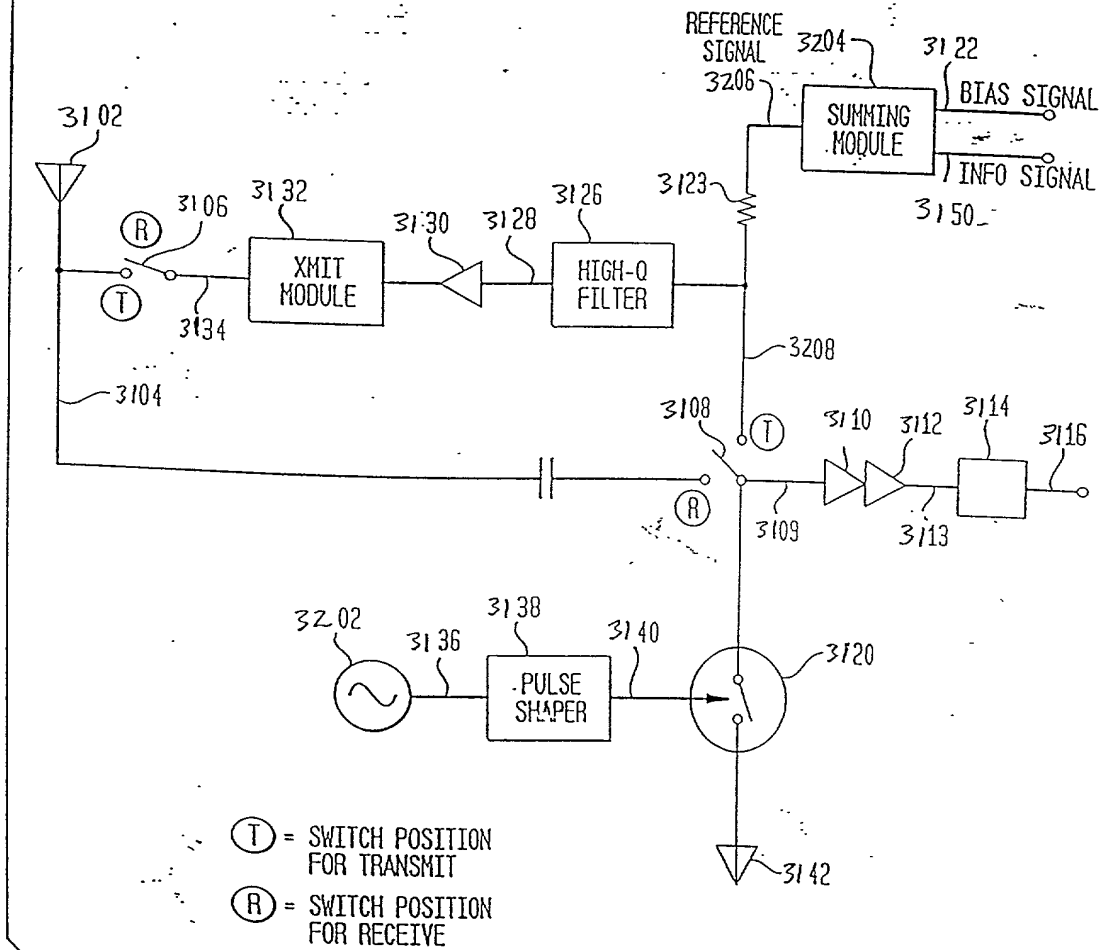 REFERENCE
SIGNAL
3206
3204
3122
BIAS SIGNAL
SUMMING
MODULE
INFO SIGNAL
3150
3102
3106
R
T
3132
XMIT
MODULE
3134
3130
3128
3126
HIGH-Q
FILTER
3123
3104
3208
3108
T
R
3109
3110
3112
3113
3114
3116
3202
3136
3138
PULSE
SHAPER
3140
3120
3142
T = SWITCH POSITION
FOR TRANSMIT
R = SWITCH POSITION
FOR RECEIVE